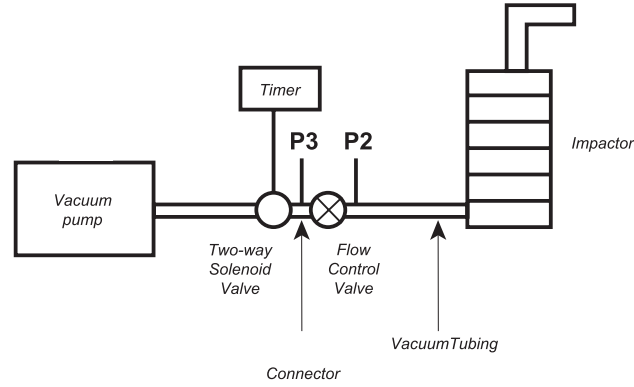 Timer
P3
P2
Impactor
Vacuum
pump
Two-way
Solenoid
Valve
Flow
Control
Valve
VacuumTubing
Connector